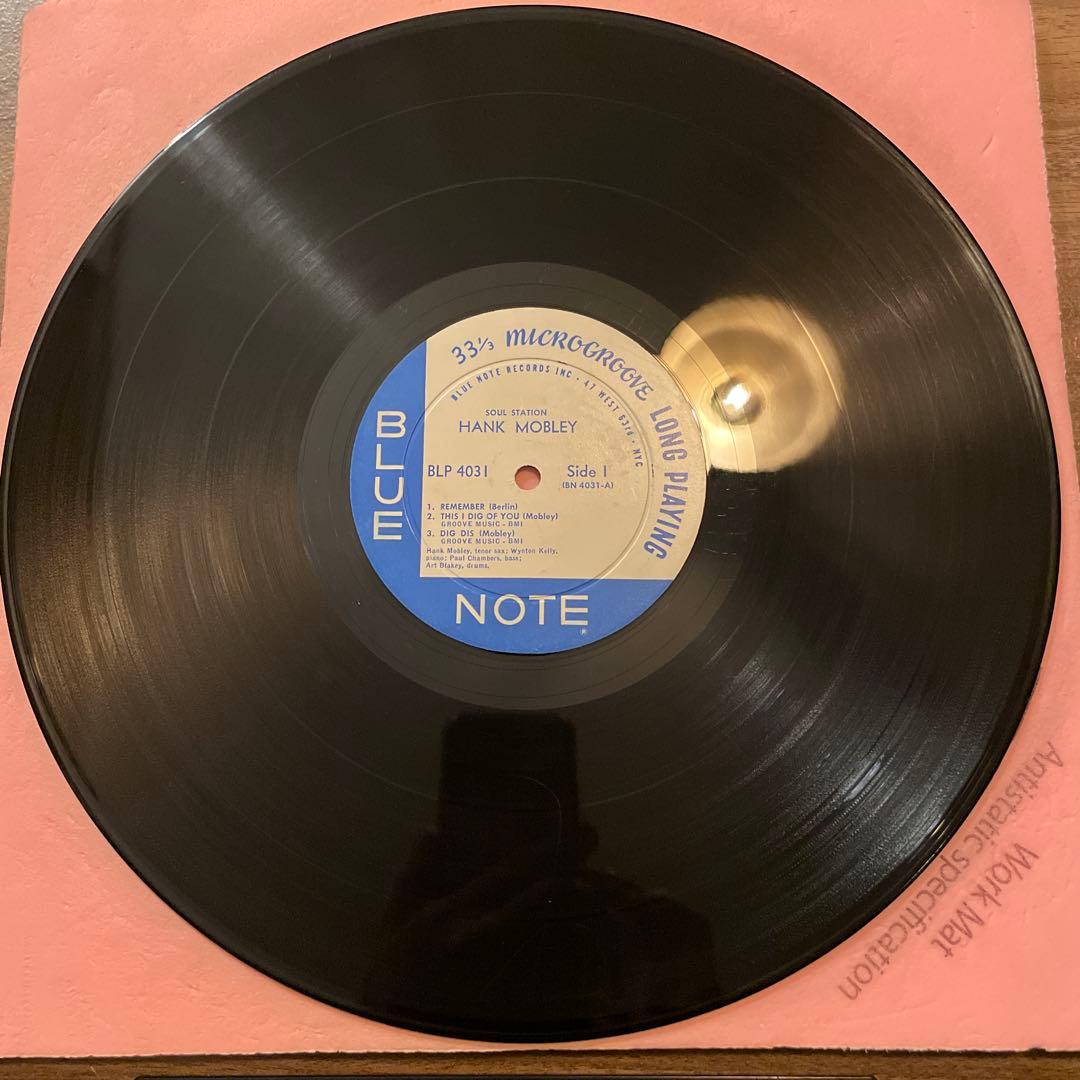 33⅓ MICROGROOVE LONG PLAYING
BLUE NOTE RECORDS INC • 47 WEST 63rd • NYC
SOUL STATION
HANK MOBLEY
BLP 4031 Side 1
(BN 4031-A)
1. REMEMBER (Berlin)
2. THIS I DIG OF YOU (Mobley)
GROOVE MUSIC - BMI
3. DIG DIS (Mobley)
GROOVE MUSIC - BMI
Hank Mobley, tenor sax; Wynton Kelly,
piano; Paul Chambers, bass;
Art Blakey, drums.
BLUE
NOTE
®
Antistatic specification
Work Mat